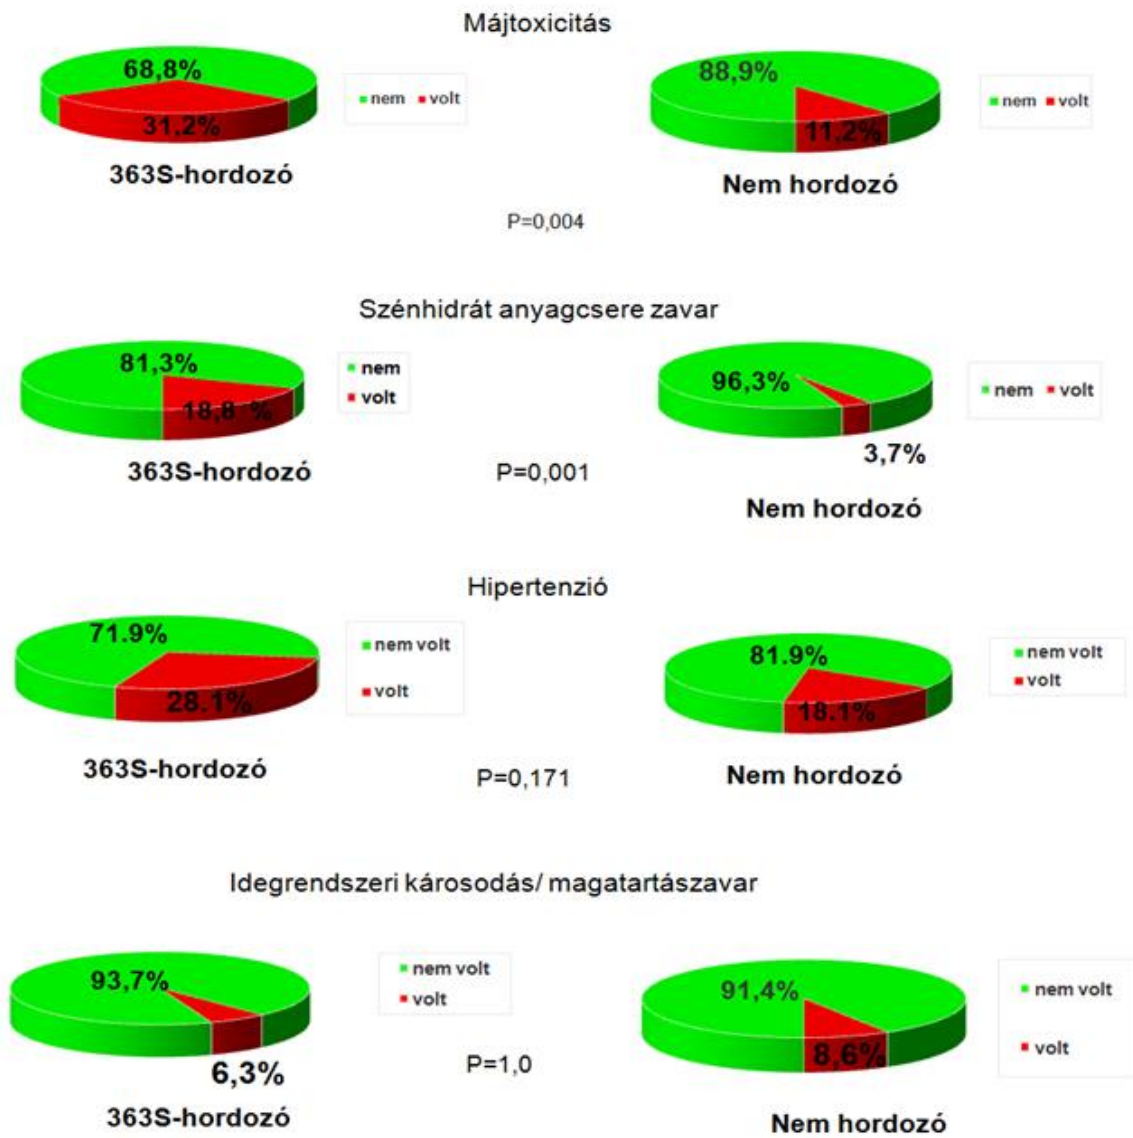 Májtoxicitás
68,8%
31,2%
nem volt
363S-hordozó
88,9%
11,2%
nem volt
Nem hordozó
P=0,004
Szénhidrát anyagcsere zavar
81,3%
18,8 %
nem
volt
363S-hordozó
96,3%
3,7%
nem volt
Nem hordozó
P=0,001
Hipertenzió
71.9%
28.1%
nem volt
volt
363S-hordozó
81.9%
18.1%
nem volt
volt
Nem hordozó
P=0,171
Idegrendszeri károsodás/ magatartászavar
93,7%
6,3%
nem volt
volt
363S-hordozó
91,4%
8,6%
nem volt
volt
Nem hordozó
P=1,0